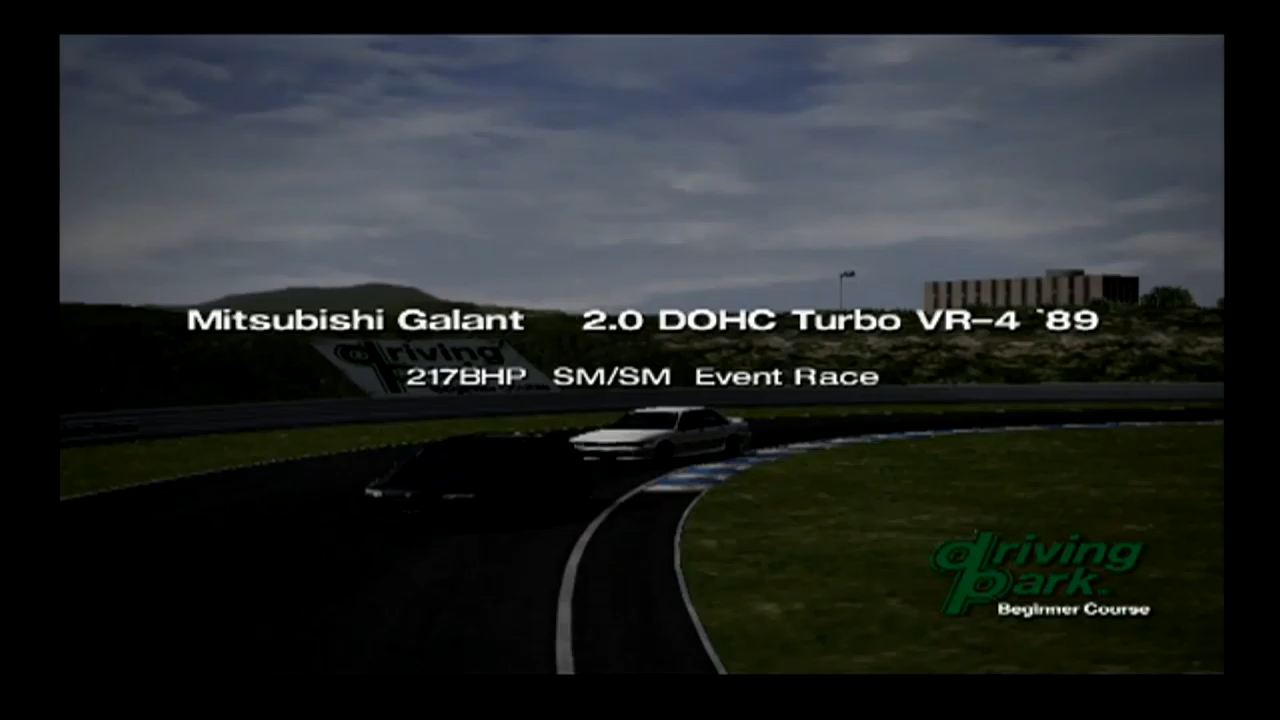 Mitsubishi Galant 2.0 DOHC Turbo VR-4 `89
driving
217BHP SM/SM Event Race
driving
park.
Beginner Course